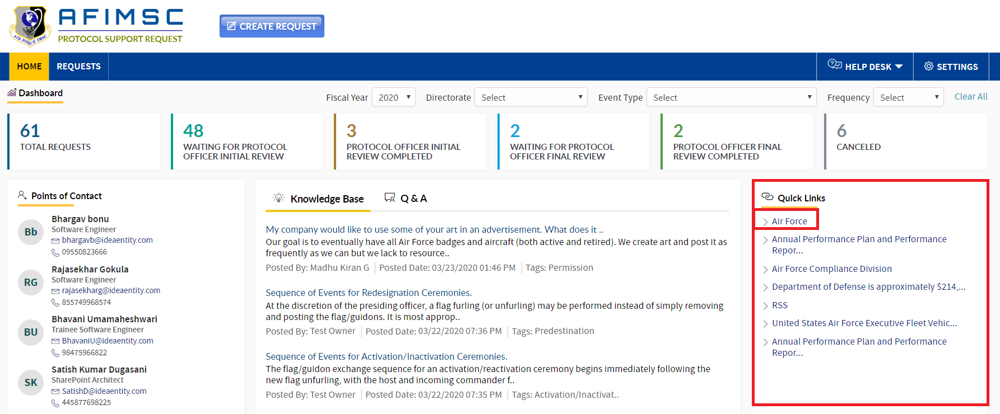 AFIMSC
PROTOCOL SUPPORT REQUEST
AIR FORCE IMSC
CREATE REQUEST
HOME
REQUESTS
HELP DESK
SETTINGS
Dashboard
Fiscal Year 2020
Directorate Select
Event Type Select
Frequency Select
Clear All
61
TOTAL REQUESTS
48
WAITING FOR PROTOCOL
OFFICER INITIAL REVIEW
3
PROTOCOL OFFICER INITIAL
REVIEW COMPLETED
2
WAITING FOR PROTOCOL
OFFICER FINAL REVIEW
2
PROTOCOL OFFICER FINAL
REVIEW COMPLETED
6
CANCELED
Points of Contact
Bb
Bhargav bonu
Software Engineer
bhargavb@ideaentity.com
09550823666
RG
Rajasekhar Gokula
Software Engineer
rajasekharg@ideaentity.com
855749968574
BU
Bhavani Umamaheshwari
Trainee Software Engineer
BhavaniU@ideaentity.com
98475966822
SK
Satish Kumar Dugasani
SharePoint Architect
SatishD@ideaentity.com
445877698225
Knowledge Base
Q & A
My company would like to use some of your art in an advertisement. What does it ..
Our goal is to eventually have all Air Force badges and aircraft (both active and retired). We create art and post it as
frequently as we can but we lack to resource..
Posted By: Madhu Kiran G Posted Date: 03/23/2020 01:46 PM Tags: Permission
Sequence of Events for Redesignation Ceremonies.
At the discretion of the presiding officer, a flag furling (or unfurling) may be performed instead of simply removing
and posting the flag/guidons. It is most approp..
Posted By: Test Owner Posted Date: 03/22/2020 07:36 PM Tags: Predestination
Sequence of Events for Activation/Inactivation Ceremonies.
The flag/guidon exchange sequence for an activation/reactivation ceremony begins immediately following the
new flag unfurling, with the host and incoming commander f..
Posted By: Test Owner Posted Date: 03/22/2020 07:35 PM Tags: Activation/Inactivat..
Quick Links
Air Force
Annual Performance Plan and Performance
Repor...
Air Force Compliance Division
Department of Defense is approximately $214,...
RSS
United States Air Force Executive Fleet Vehic...
Annual Performance Plan and Performance
Repor...